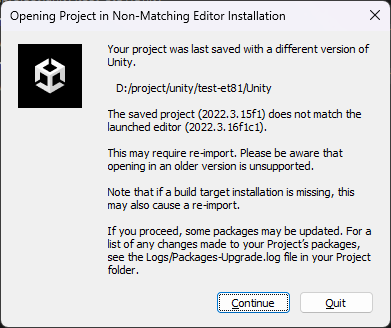 Opening Project in Non-Matching Editor Installation
Your project was last saved with a different version of
Unity.
D:/project/unity/test-et81/Unity
The saved project (2022.3.15f1) does not match the
launched editor (2022.3.16f1c1).
This may require re-import. Please be aware that
opening in an older version is unsupported.
Note that if a build target installation is missing, this
may also cause a re-import.
If you proceed, some packages may be updated. For a
list of any changes made to your Project's packages,
see the Logs/Packages-Upgrade.log file in your Project
folder.
Continue
Quit